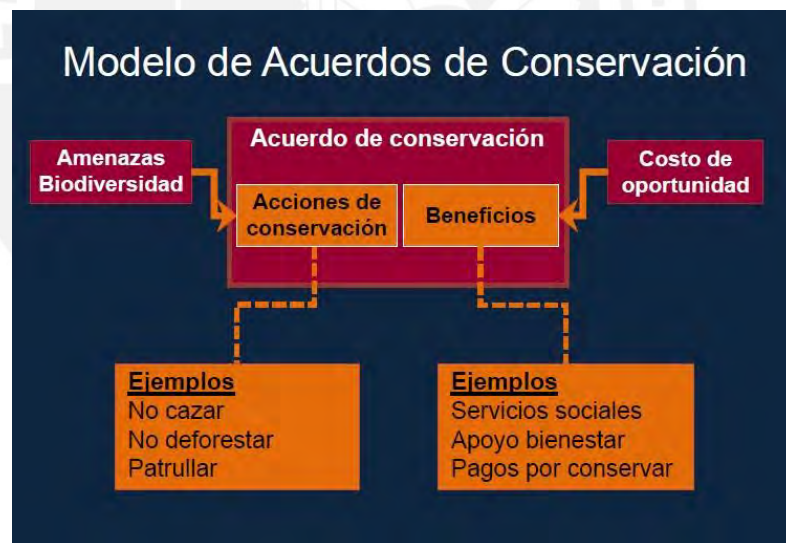 Modelo de Acuerdos de Conservación
Acuerdo de conservación
Amenazas
Biodiversidad
Acciones de
conservación
Beneficios
Costo de
oportunidad
Ejemplos
No cazar
No deforestar
Patrullar
Ejemplos
Servicios sociales
Apoyo bienestar
Pagos por conservar